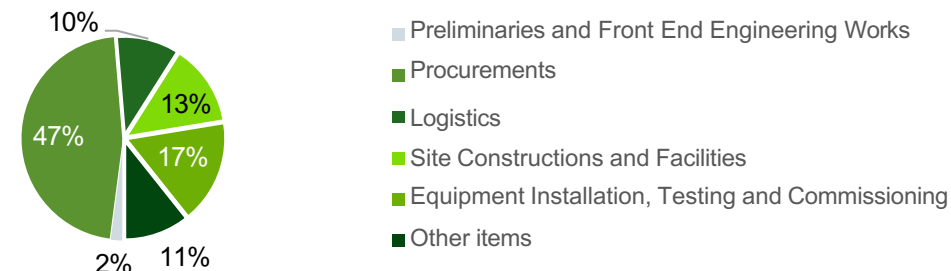 10%
13%
47%
17%
2%
11%
Preliminaries and Front End Engineering Works
Procurements
Logistics
Site Constructions and Facilities
Equipment Installation, Testing and Commissioning
Other items